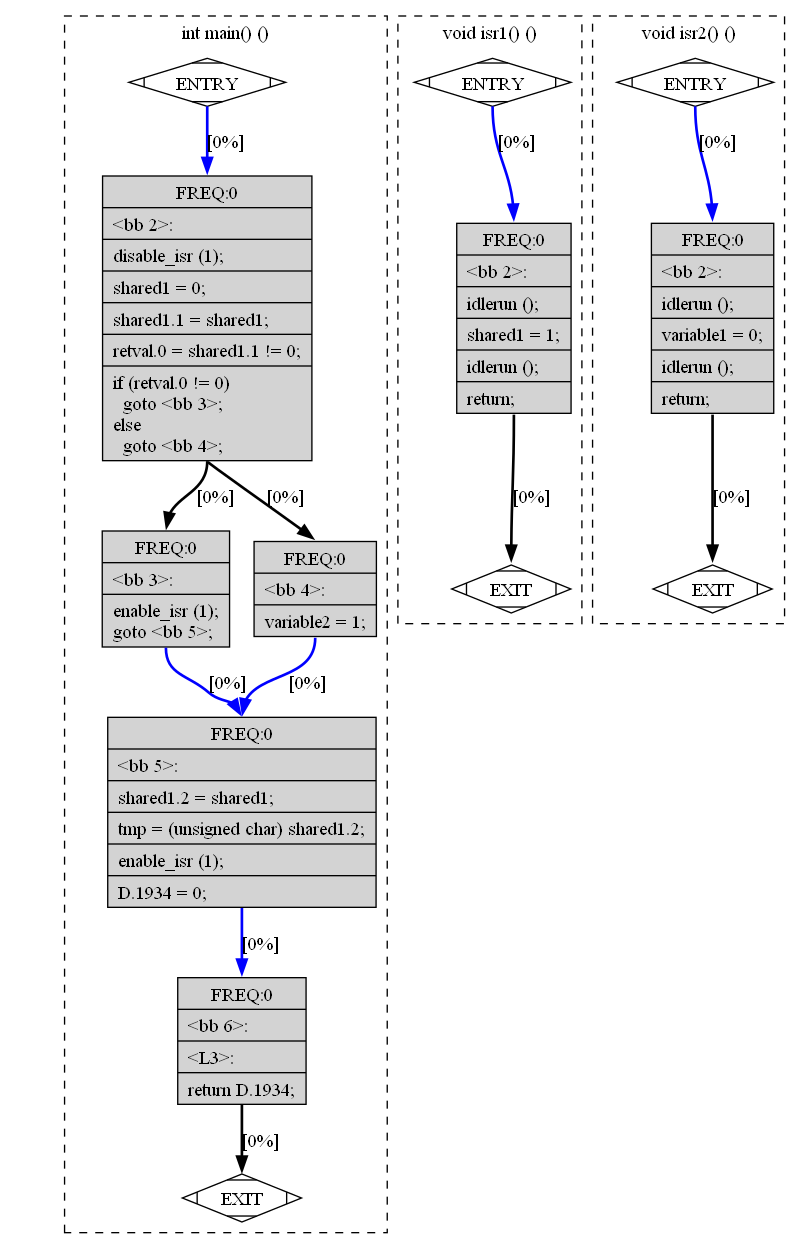 int main() ()
ENTRY
[0%]
FREQ:0
<bb 2>:
disable_isr (1);
shared1 = 0;
shared1.1 = shared1;
retval.0 = shared1.1 != 0;
if (retval.0 != 0)
goto <bb 3>;
else
goto <bb 4>;
[0%]
[0%]
FREQ:0
<bb 3>:
enable_isr (1);
goto <bb 5>;
FREQ:0
<bb 4>:
variable2 = 1;
[0%]
[0%]
FREQ:0
<bb 5>:
shared1.2 = shared1;
tmp = (unsigned char) shared1.2;
enable_isr (1);
D.1934 = 0;
[0%]
FREQ:0
<bb 6>:
<L3>:
return D.1934;
[0%]
EXIT
void isr1() ()
ENTRY
[0%]
FREQ:0
<bb 2>:
idlerun ();
shared1 = 1;
idlerun ();
return;
[0%]
EXIT
void isr2() ()
ENTRY
[0%]
FREQ:0
<bb 2>:
idlerun ();
variable1 = 0;
idlerun ();
return;
[0%]
EXIT